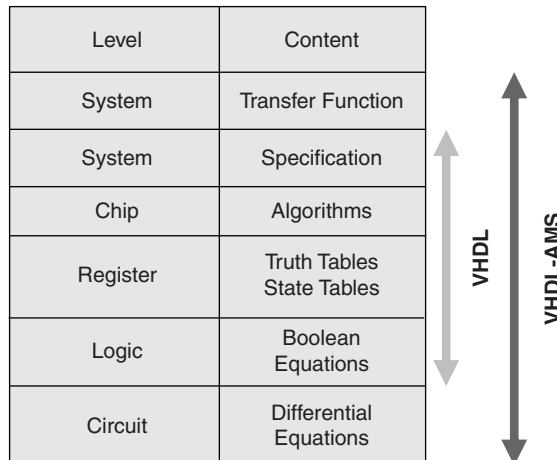 Level Content
System Transfer Function
System Specification
Chip Algorithms
Register Truth Tables
State Tables
Logic Boolean
Equations
Circuit Differential
Equations
VHDL
VHDL-AMS